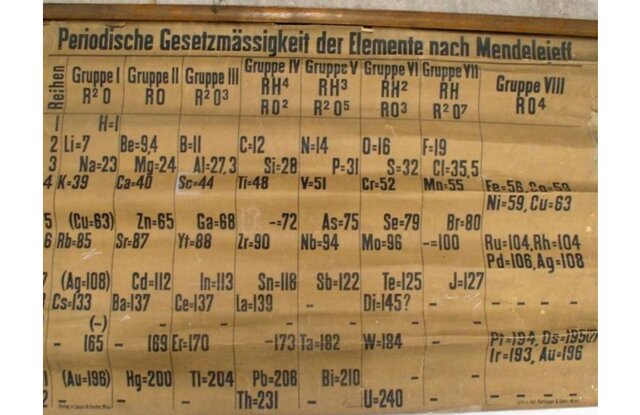 Periodische Gesetzmässigkeit der Elemente nach Mendelejeff.
Reihen Gruppe I Gruppe II Gruppe III Gruppe IV Gruppe V Gruppe VI Gruppe VII Gruppe VIII
RH⁴ RH³ RH² RH
R²O RO R²O³ RO² R²O⁵ RO³ R²O⁷ RO⁴
1 H=1
2 Li=7 Be=9,4 B=11 C=12 N=14 O=16 F=19
3 Na=23 Mg=24 Al=27,3 Si=28 P=31 S=32 Cl=35,5
4 K=39 Ca=40 Sc=44 Ti=48 V=51 Cr=52 Mn=55 Fe=56, Co=59
Ni=59, Cu=63
5 (Cu=63) Zn=65 Ga=68 -=72 As=75 Se=79 Br=80
6 Rb=85 Sr=87 Yt=88 Zr=90 Nb=94 Mo=96 -=100 Ru=104, Rh=104
Pd=106, Ag=108
(Ag=108) Cd=112 In=113 Sn=118 Sb=122 Te=125 J=127
Cs=133 Ba=137 Ce=137 La=139 - Di=145? - - - - -
(-) - - - - - -
- 165 - 169 Er=170 -173 Ta=182 W=184 - Pt=194, Os=195(?)
Ir=193, Au=196
(Au=196) Hg=200 Tl=204 Pb=206 Bi=210 - -
- - - Th=231 - U=240 - - - - -